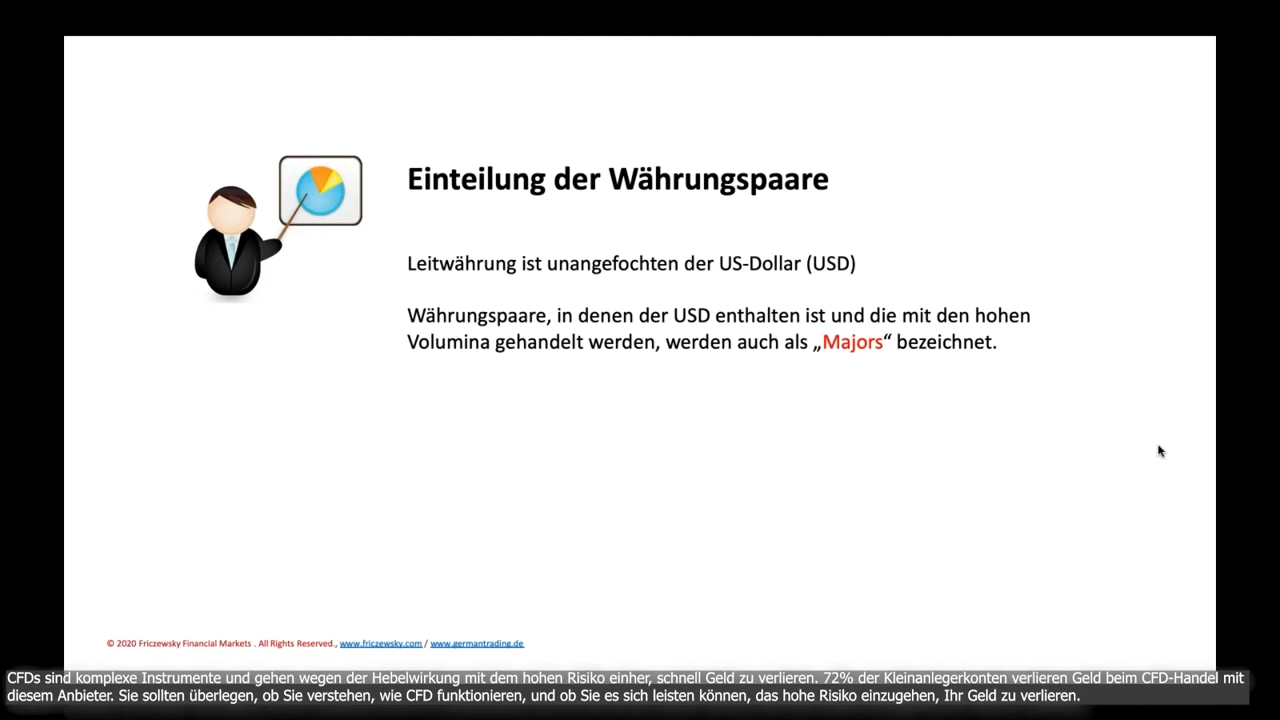 Einteilung der Währungspaare
Leitwährung ist unangefochten der US-Dollar (USD)
Währungspaare, in denen der USD enthalten ist und die mit den hohen
Volumina gehandelt werden, werden auch als „Majors“ bezeichnet.
© 2020 Friczewsky Financial Markets . All Rights Reserved., www.friczewsky.com / www.germantrading.de
CFDs sind komplexe Instrumente und gehen wegen der Hebelwirkung mit dem hohen Risiko einher, schnell Geld zu verlieren. 72% der Kleinanlegerkonten verlieren Geld beim CFD-Handel mit
diesem Anbieter. Sie sollten überlegen, ob Sie verstehen, wie CFD funktionieren, und ob Sie es sich leisten können, das hohe Risiko einzugehen, Ihr Geld zu verlieren.